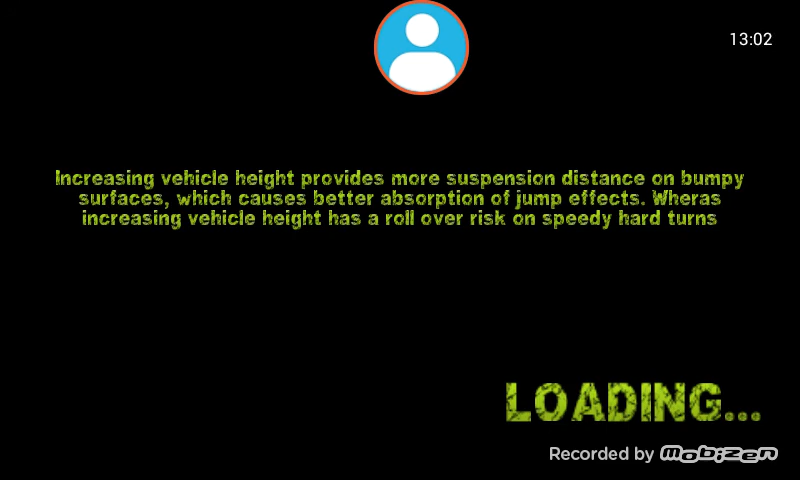 13:02
Increasing vehicle height provides more suspension distance on bumpy
surfaces, which causes better absorption of jump effects. Wheras
increasing vehicle height has a roll over risk on speedy hard turns
LOADING...
Recorded by Mobizen